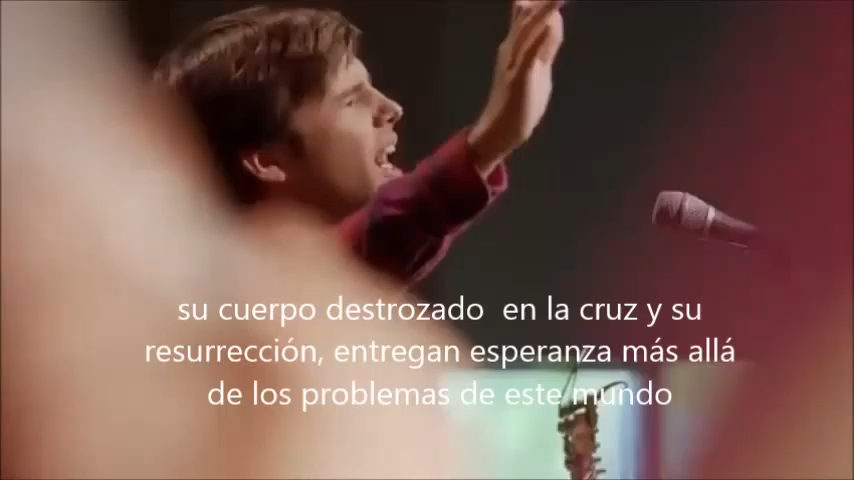 su cuerpo destrozado  en la cruz y su
resurrección, entregan esperanza más allá
de los problemas de este mundo